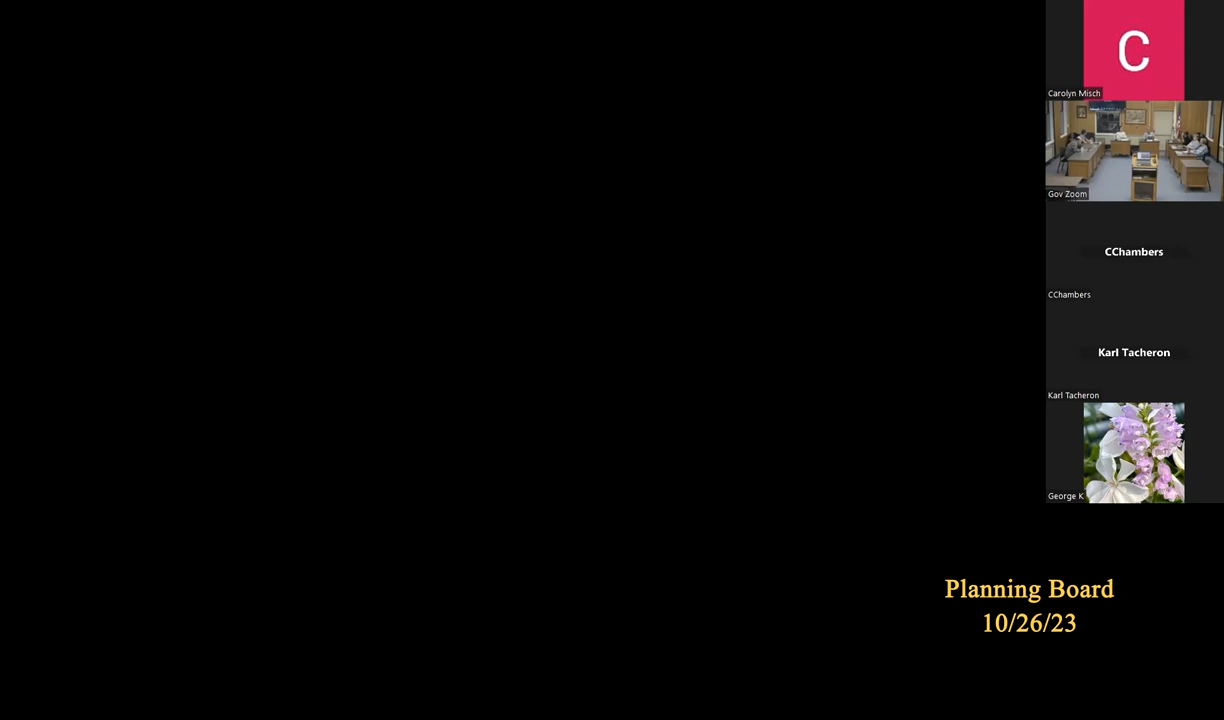 C
Carolyn Misch
Gov Zoom
CChambers
CChambers
Karl Tacheron
Karl Tacheron
George K
Planning Board
10/26/23